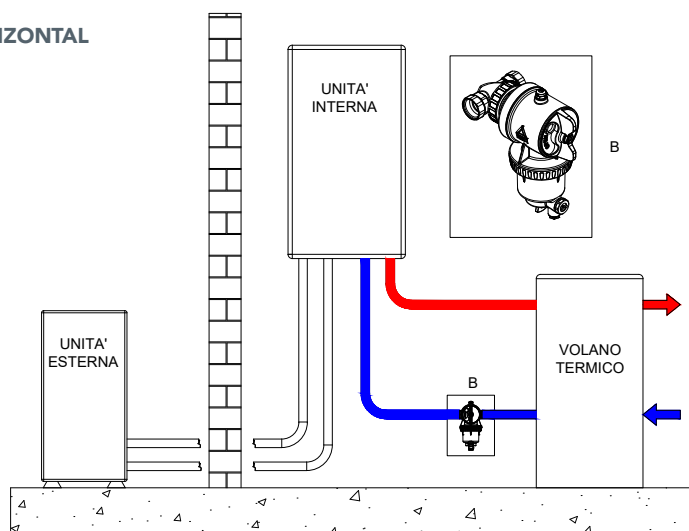 IZONTAL
UNITA'
INTERNA
B
UNITA'
ESTERNA
VOLANO
TERMICO
B